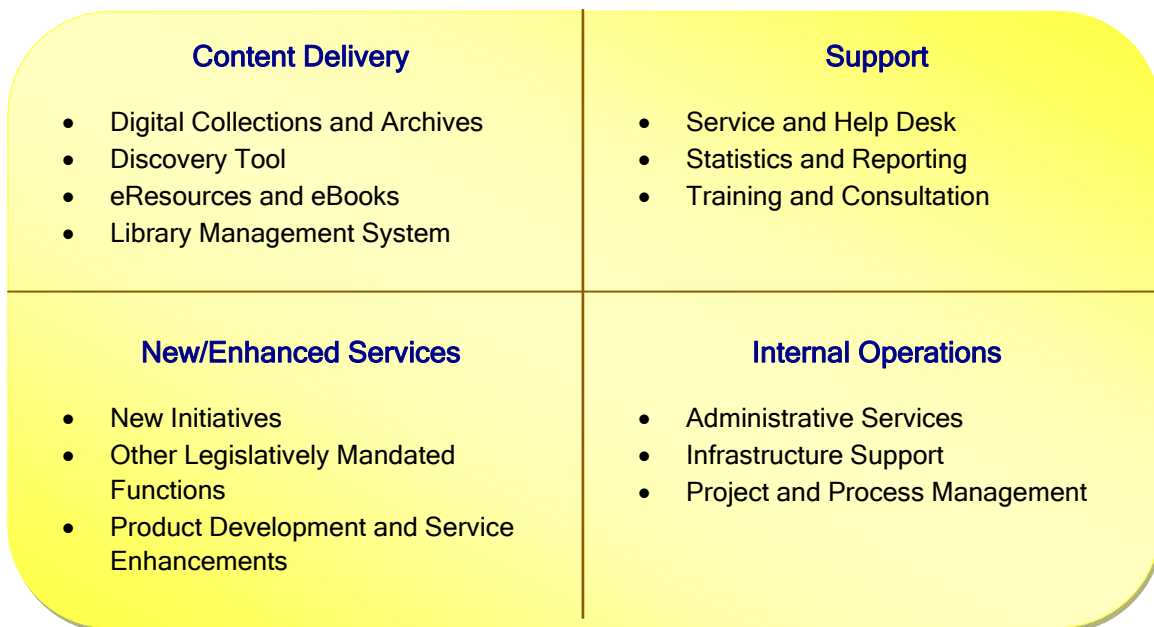 Content Delivery
• Digital Collections and Archives
• Discovery Tool
• eResources and eBooks
• Library Management System
Support
• Service and Help Desk
• Statistics and Reporting
• Training and Consultation
New/Enhanced Services
• New Initiatives
• Other Legislatively Mandated
Functions
• Product Development and Service
Enhancements
Internal Operations
• Administrative Services
• Infrastructure Support
• Project and Process Management